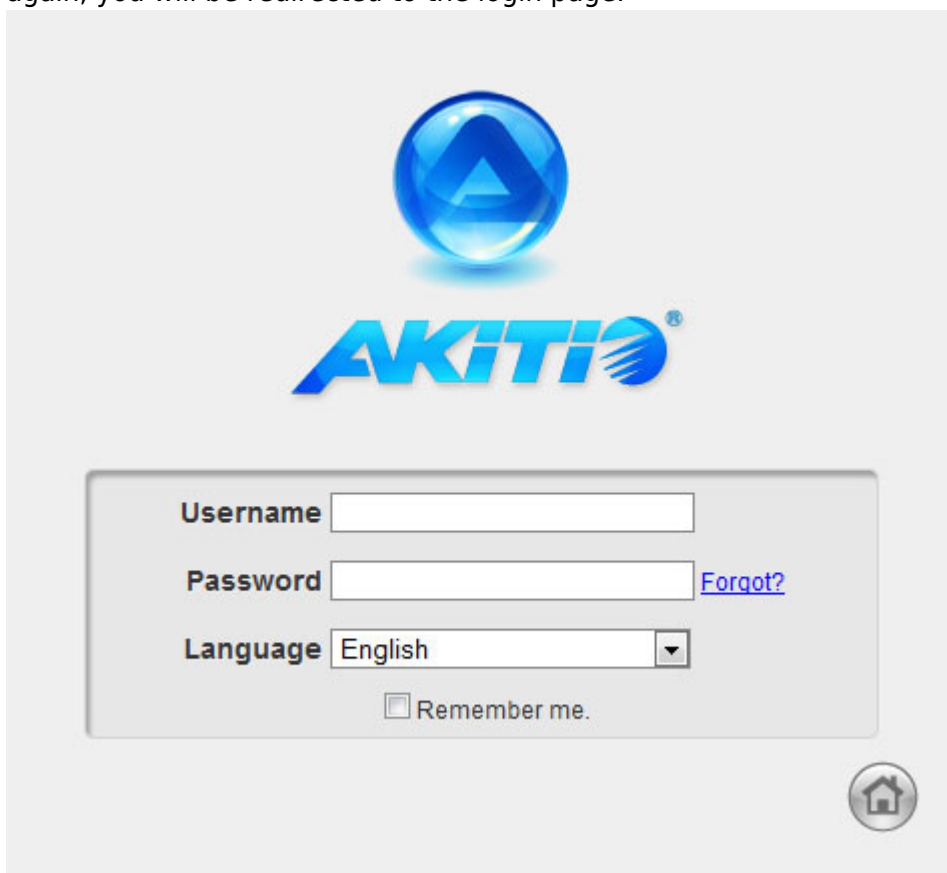 again, you will be redirected to the login page.
AKiTiO®
Username
Password Forgot?
Language English
Remember me.